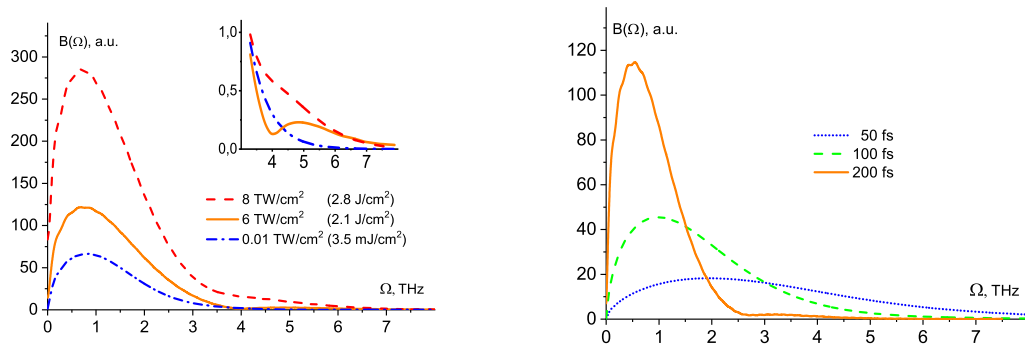 B(Ω), a.u.
300
250
200
150
100
50
0
0 1 2 3 4 5 6 7
Ω, THz
1,0
0,5
0,0
4 5 6 7
8 TW/cm² (2.8 J/cm²)
6 TW/cm² (2.1 J/cm²)
0.01 TW/cm² (3.5 mJ/cm²)
B(Ω), a.u.
120
100
80
60
40
20
0
0 1 2 3 4 5 6 7
Ω, THz
50 fs
100 fs
200 fs